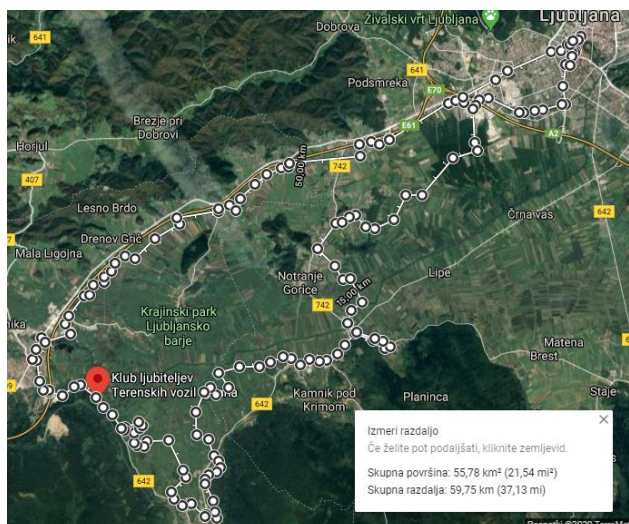 Živalski vrt Ljubljana
Ljubljana
Dobrova
641
641
E70
Podsmreka
Brezje pri
Dobrovi
E61
A2
Horjul
742
50,00 km
407
Lesno Brdo
642
Črna vas
Drenov Grič
Mala Ligojna
Notranje
Gorice
Lipe
15,00 km
742
Krajinski park
Ljubljansko
barje
Matena
Brest
Klub ljubiteljev
Terenskih vozil
Kamnik pod
Krimom
Planinca
Staje
642
642
Izmeri razdaljo
Če želite pot podaljšati, kliknite zemljevid.
Skupna površina: 55,78 km² (21,54 mi²)
Skupna razdalja: 59,75 km (37,13 mi)